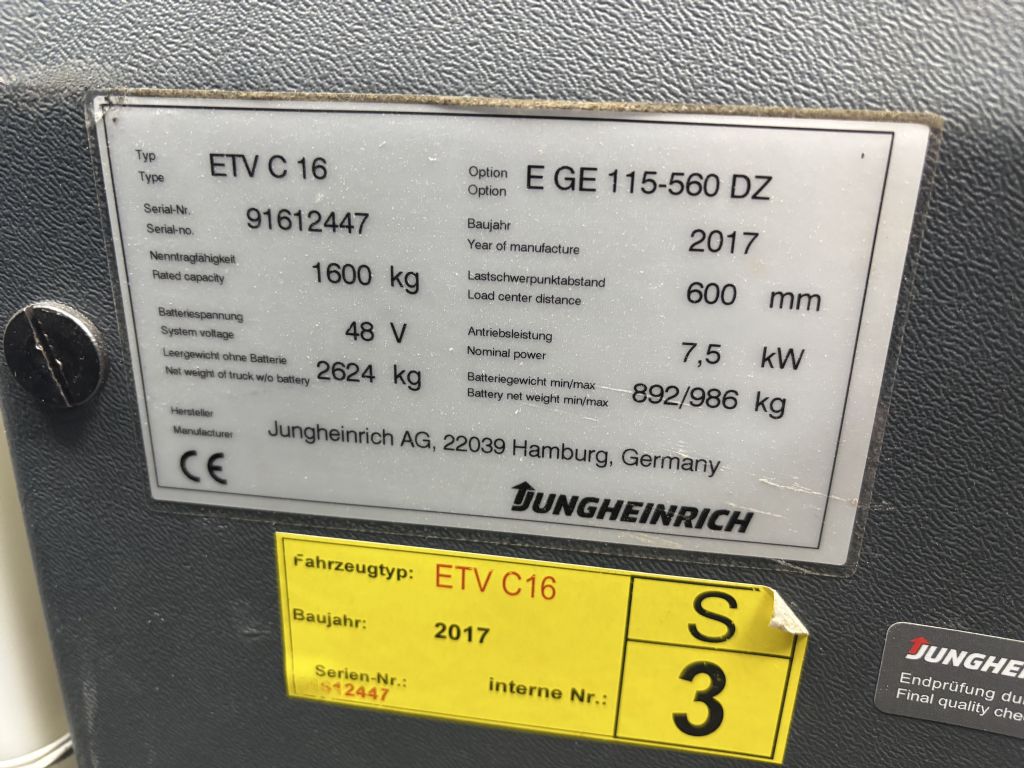 Typ
Type
ETV C 16
Option
Option
E GE 115-560 DZ
Serial-Nr.
Serial-no.
91612447
Baujahr
Year of manufacture
2017
Nenntragfähigkeit
Rated capacity
1600 kg
Lastschwerpunktabstand
Load center distance
600 mm
Batteriespannung
System voltage
48 V
Antriebsleistung
Nominal power
7,5 kW
Leergewicht ohne Batterie
Net weight of truck w/o battery
2624 kg
Batteriegewicht min/max
Battery net weight min/max
892/986 kg
Hersteller
Manufacturer
Jungheinrich AG, 22039 Hamburg, Germany
CE
JUNGHEINRICH
Fahrzeugtyp: ETV C16
S
Baujahr: 2017
Serien-Nr.:
interne Nr.:
3
Endprüfung
Final quality